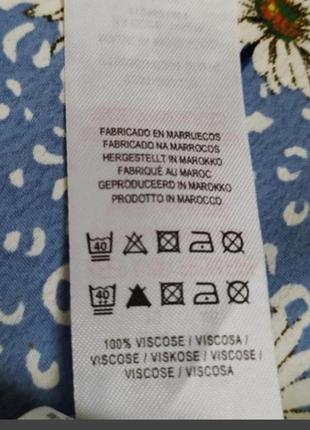 FABRICADO EN MARRUECOS
FABRICADO NA MARROCOS
HERGESTELLT IN MAROKKO
FABRIQUÉ AU MAROC
GEPRODUCEERD IN MAROKKO
PRODOTTO IN MAROCCO
40
40
100% VISCOSE / VISCOSA /
VISCOSE / VISKOSE / VISCOSE
/ VISCOSE / VISCOSA